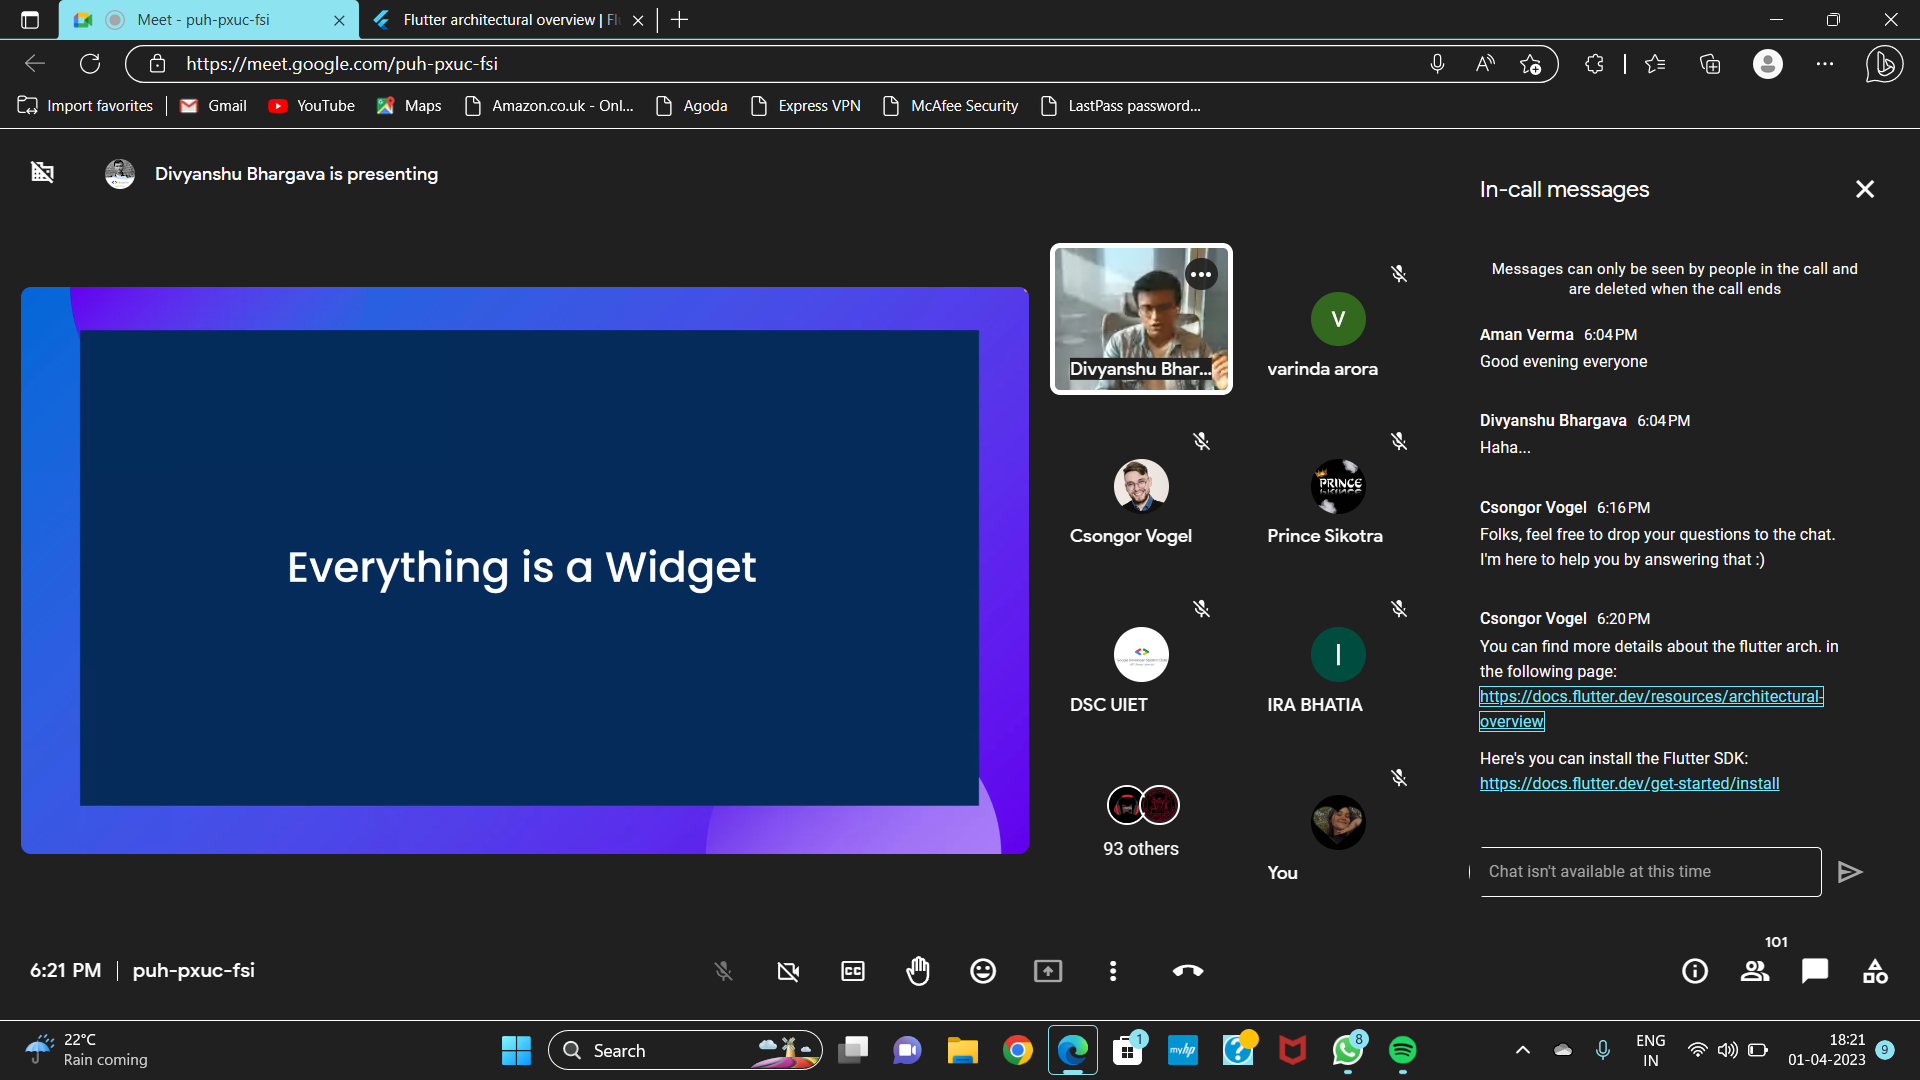 Meet - puh-pxuc-fsi
Flutter architectural overview | Fl
https://meet.google.com/puh-pxuc-fsi
Import favorites
Gmail
YouTube
Maps
Amazon.co.uk - Onl...
Agoda
Express VPN
McAfee Security
LastPass password...
Divyanshu Bhargava is presenting
Everything is a Widget
Divyanshu Bhar...
V
varinda arora
Csongor Vogel
PRINCE
Prince Sikotra
DSC UIET
I
IRA BHATIA
93 others
You
In-call messages
Messages can only be seen by people in the call and
are deleted when the call ends
Aman Verma 6:04 PM
Good evening everyone
Divyanshu Bhargava 6:04 PM
Haha...
Csongor Vogel 6:16 PM
Folks, feel free to drop your questions to the chat.
I'm here to help you by answering that :)
Csongor Vogel 6:20 PM
You can find more details about the flutter arch. in
the following page:
https://docs.flutter.dev/resources/architectural-
overview
Here's you can install the Flutter SDK:
https://docs.flutter.dev/get-started/install
Chat isn't available at this time
6:21 PM | puh-pxuc-fsi
CC
101
22°C
Rain coming
Search
1
myhp
8
ENG
IN
18:21
01-04-2023
9